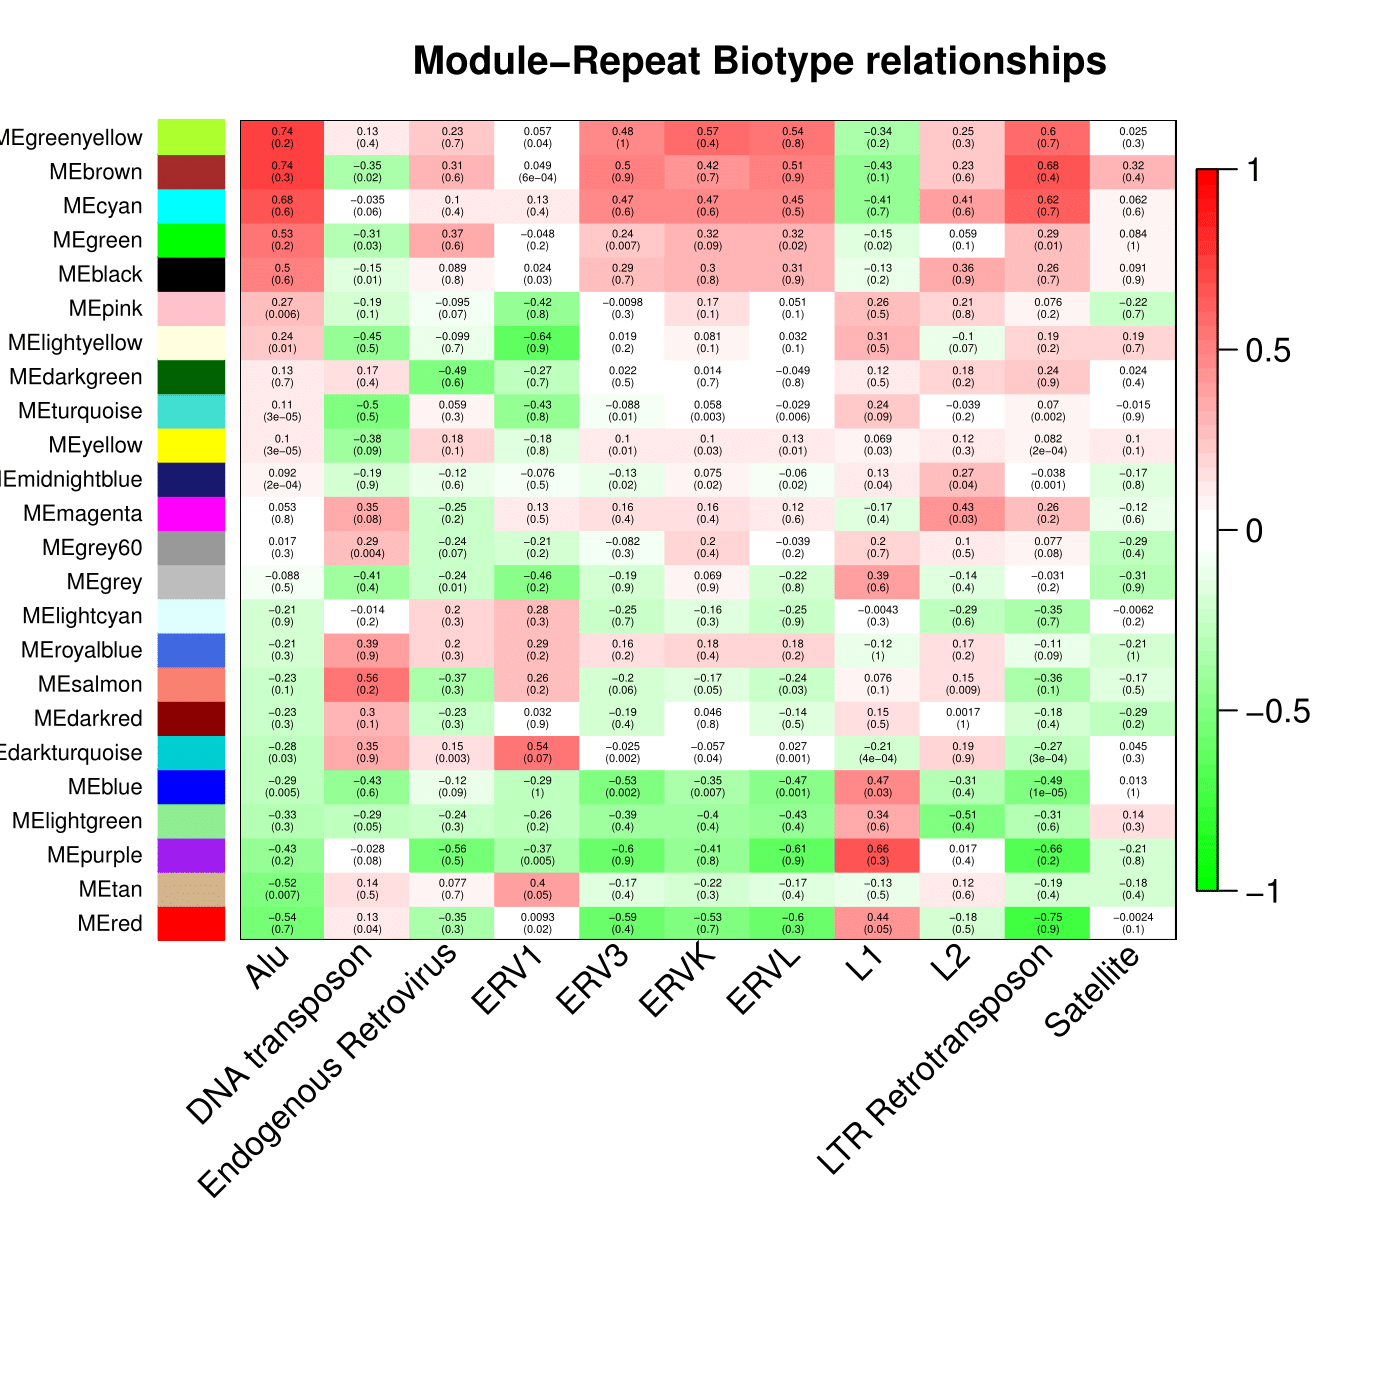 Module−Repeat Biotype relationships
MEgreenyellow 0.74 0.13 0.23 0.057 0.48 0.57 0.54 −0.34 0.25 0.6 0.025
(0.2) (0.4) (0.7) (0.04) (1) (0.4) (0.8) (0.2) (0.3) (0.7) (0.3)
MEbrown 0.74 −0.35 0.31 0.049 0.5 0.42 0.51 −0.43 0.23 0.68 0.32
(0.3) (0.02) (0.6) (6e−04) (0.9) (0.7) (0.9) (0.1) (0.6) (0.4) (0.4)
MEcyan 0.68 −0.035 0.1 0.13 0.47 0.47 0.45 −0.41 0.41 0.62 0.062
(0.6) (0.06) (0.4) (0.4) (0.6) (0.6) (0.5) (0.7) (0.6) (0.7) (0.6)
MEgreen 0.53 −0.31 0.37 −0.048 0.24 0.32 0.32 −0.15 0.059 0.29 0.084
(0.2) (0.03) (0.6) (0.2) (0.007) (0.09) (0.02) (0.02) (0.1) (0.01) (1)
MEblack 0.5 −0.15 0.089 0.024 0.29 0.3 0.31 −0.13 0.36 0.26 0.091
(0.6) (0.01) (0.8) (0.03) (0.7) (0.8) (0.9) (0.2) (0.9) (0.7) (0.9)
MEpink 0.27 −0.19 −0.095 −0.42 −0.0098 0.17 0.051 0.26 0.21 0.076 −0.22
(0.006) (0.1) (0.07) (0.8) (0.3) (0.1) (0.1) (0.5) (0.8) (0.2) (0.7)
MElightyellow 0.24 −0.45 −0.099 −0.64 0.019 0.081 0.032 0.31 −0.1 0.19 0.19
(0.01) (0.5) (0.7) (0.9) (0.2) (0.1) (0.1) (0.5) (0.07) (0.2) (0.7)
MEdarkgreen 0.13 0.17 −0.49 −0.27 0.022 0.014 −0.049 0.12 0.18 0.24 0.024
(0.7) (0.4) (0.6) (0.7) (0.5) (0.7) (0.8) (0.5) (0.2) (0.9) (0.4)
MEturquoise 0.11 −0.5 0.059 −0.43 −0.088 0.058 −0.029 0.24 −0.039 0.07 −0.015
(3e−05) (0.5) (0.3) (0.8) (0.01) (0.003) (0.006) (0.09) (0.2) (0.002) (0.9)
MEyellow 0.1 −0.38 0.18 −0.18 0.1 0.1 0.13 0.069 0.12 0.082 0.1
(3e−05) (0.09) (0.1) (0.8) (0.01) (0.03) (0.01) (0.03) (0.3) (2e−04) (0.1)
Emidnightblue 0.092 −0.19 −0.12 −0.076 −0.13 0.075 −0.06 0.13 0.27 −0.038 −0.17
(2e−04) (0.9) (0.6) (0.5) (0.02) (0.02) (0.02) (0.04) (0.04) (0.001) (0.8)
MEmagenta 0.053 0.35 −0.25 0.13 0.16 0.16 0.12 −0.17 0.43 0.26 −0.12
(0.8) (0.08) (0.2) (0.5) (0.4) (0.4) (0.6) (0.4) (0.03) (0.2) (0.6)
MEgrey60 0.017 0.29 −0.24 −0.21 −0.082 0.2 −0.039 0.2 0.1 0.077 −0.29
(0.3) (0.004) (0.07) (0.2) (0.3) (0.4) (0.2) (0.7) (0.5) (0.08) (0.4)
MEgrey −0.088 −0.41 −0.24 −0.46 −0.19 0.069 −0.22 0.39 −0.14 −0.031 −0.31
(0.5) (0.4) (0.01) (0.2) (0.9) (0.9) (0.8) (0.6) (0.4) (0.2) (0.9)
MElightcyan −0.21 −0.014 0.2 0.28 −0.25 −0.16 −0.25 −0.0043 −0.29 −0.35 −0.0062
(0.9) (0.2) (0.3) (0.3) (0.7) (0.3) (0.9) (0.3) (0.6) (0.7) (0.2)
MEroyalblue −0.21 0.39 0.2 0.29 0.16 0.18 0.18 −0.12 0.17 −0.11 −0.21
(0.3) (0.9) (0.3) (0.2) (0.2) (0.4) (0.2) (1) (0.2) (0.09) (1)
MEsalmon −0.23 0.56 −0.37 0.26 −0.2 −0.17 −0.24 0.076 0.15 −0.36 −0.17
(0.1) (0.2) (0.3) (0.2) (0.06) (0.05) (0.03) (0.1) (0.009) (0.1) (0.5)
MEdarkred −0.23 0.3 −0.23 0.032 −0.19 0.046 −0.14 0.15 0.0017 −0.18 −0.29
(0.3) (0.1) (0.3) (0.9) (0.4) (0.8) (0.5) (0.5) (1) (0.4) (0.2)
Edarkturquoise −0.28 0.35 0.15 0.54 −0.025 −0.057 0.027 −0.21 0.19 −0.27 0.045
(0.03) (0.9) (0.003) (0.07) (0.002) (0.04) (0.001) (4e−04) (0.9) (3e−04) (0.3)
MEblue −0.29 −0.43 −0.12 −0.29 −0.53 −0.35 −0.47 0.47 −0.31 −0.49 0.013
(0.005) (0.6) (0.09) (1) (0.002) (0.007) (0.001) (0.03) (0.4) (1e−05) (1)
MElightgreen −0.33 −0.29 −0.24 −0.26 −0.39 −0.4 −0.43 0.34 −0.51 −0.31 0.14
(0.3) (0.05) (0.3) (0.2) (0.4) (0.4) (0.4) (0.6) (0.4) (0.6) (0.3)
MEpurple −0.43 −0.028 −0.56 −0.37 −0.6 −0.41 −0.61 0.66 0.017 −0.66 −0.21
(0.2) (0.08) (0.5) (0.005) (0.9) (0.8) (0.9) (0.3) (0.4) (0.2) (0.8)
MEtan −0.52 0.14 0.077 0.4 −0.17 −0.22 −0.17 −0.13 0.12 −0.19 −0.18
(0.007) (0.5) (0.7) (0.05) (0.4) (0.3) (0.4) (0.5) (0.6) (0.4) (0.4)
MEred −0.54 0.13 −0.35 0.0093 −0.59 −0.53 −0.6 0.44 −0.18 −0.75 −0.0024
(0.7) (0.04) (0.3) (0.02) (0.4) (0.7) (0.3) (0.05) (0.5) (0.9) (0.1)
Alu
DNA transposon
Endogenous Retrovirus
ERV1
ERV3
ERVK
ERVL
L1
L2
LTR Retrotransposon
Satellite
1
0.5
0
−0.5
−1